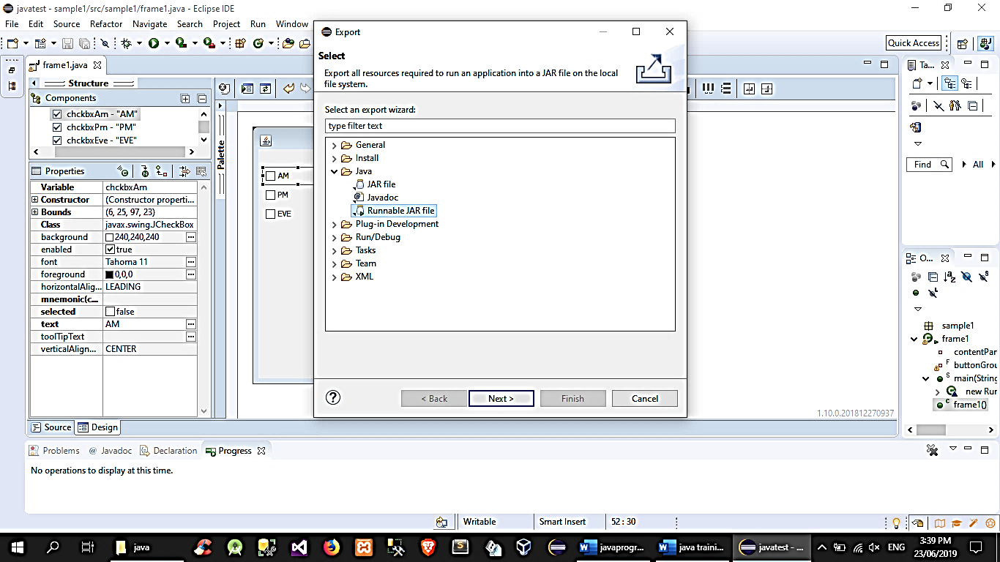 javatest - sample1/src/sample1/frame1.java - Eclipse IDE
File Edit Source Refactor Navigate Search Project Run Window
Quick Access
frame1.java
Structure
Components
chckbxAm - "AM"
chckbxPm - "PM"
chckbxEve - "EVE"
Properties
Variable chckbxAm
Constructor (Constructor properti...
Bounds (6, 25, 97, 23)
Class javax.swing.JCheckBox
background 240,240,240
enabled true
font Tahoma 11
foreground 0,0,0
horizontalAlig... LEADING
mnemonic(c...
selected false
text AM
toolTipText
verticalAlign... CENTER
Source Design
Palette
AM
PM
EVE
Export
Select
Export all resources required to run an application into a JAR file on the local
file system.
Select an export wizard:
type filter text
General
Install
Java
JAR file
Javadoc
Runnable JAR file
Plug-in Development
Run/Debug
Tasks
Team
XML
< Back Next > Finish Cancel
1.10.0.201812270937
Ta...
Find All
O...
sample1
frame1
contentPan
buttonGrou
main(String
new Run
frame1()
Problems @ Javadoc Declaration Progress
No operations to display at this time.
Writable Smart Insert 52 : 30
java
javaprogr...
java traini...
javatest - ...
ENG
3:39 PM
23/06/2019